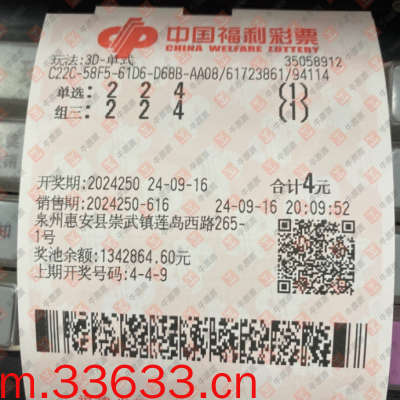 中国福利彩票
CHINA WELFARE LOTTERY
玩法:3D-单式 35058912
C22C-58F5-61D6-D68B-AA08/61723861/94114
单选: 2 2 4 (1)
组三: 2 2 4 (1)
开奖期:2024250 24-09-16 合计4元
销售期:2024250-616 24-09-16 20:09:52
泉州惠安县崇武镇莲岛西路265-
1号
奖池余额:1342864.60元
上期开奖号码:4-4-9
m.33633.cn